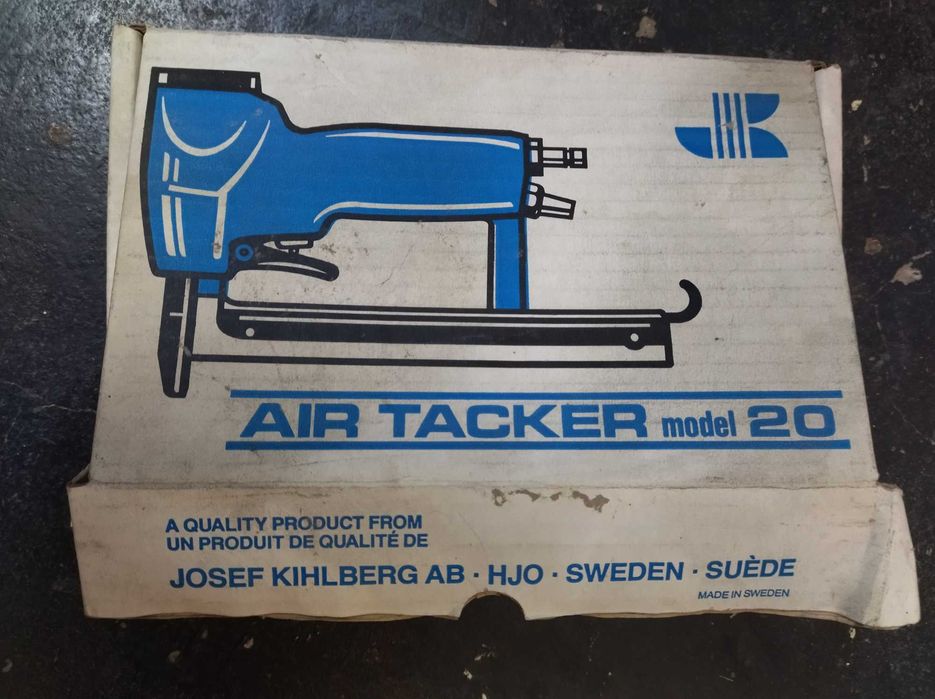 AIR TACKER model 20
A QUALITY PRODUCT FROM
UN PRODUIT DE QUALITÉ DE
JOSEF KIHLBERG AB · HJO · SWEDEN · SUÈDE
MADE IN SWEDEN